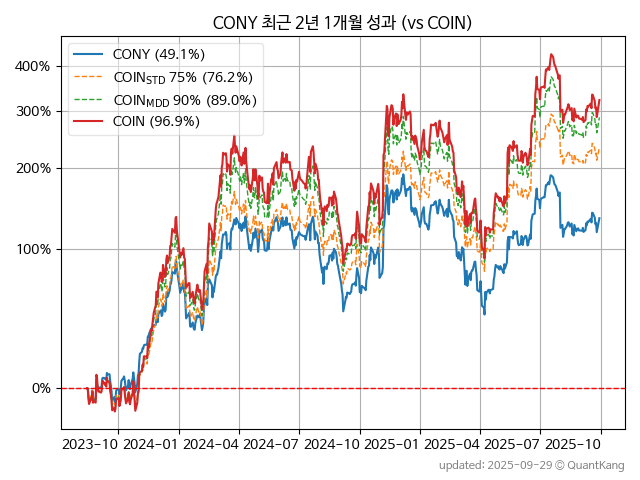 CONY 최근 2년 1개월 성과 (vs COIN)
CONY (49.1%)
COIN_STD 75% (76.2%)
COIN_MDD 90% (89.0%)
COIN (96.9%)
400%
300%
200%
100%
0%
2023-10 2024-01 2024-04 2024-07 2024-10 2025-01 2025-04 2025-07 2025-10
updated: 2025-09-29 © QuantKang